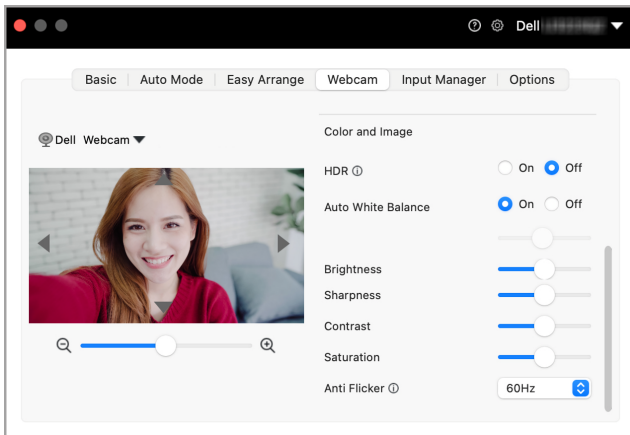 Dell
Basic Auto Mode Easy Arrange Webcam Input Manager Options
Dell Webcam
Color and Image
HDR On Off
Auto White Balance On Off
Brightness
Sharpness
Contrast
Saturation
Anti Flicker 60Hz